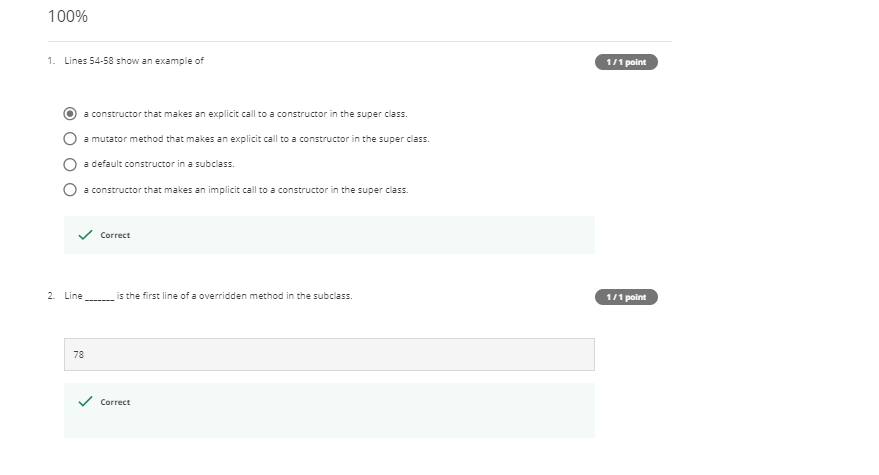 100%
1. Lines 54-58 show an example of
1 / 1 point
a constructor that makes an explicit call to a constructor in the super class.
a mutator method that makes an explicit call to a constructor in the super class.
a default constructor in a subclass.
a constructor that makes an implicit call to a constructor in the super class.
Correct
2. Line _______ is the first line of a overridden method in the subclass.
1 / 1 point
78
Correct